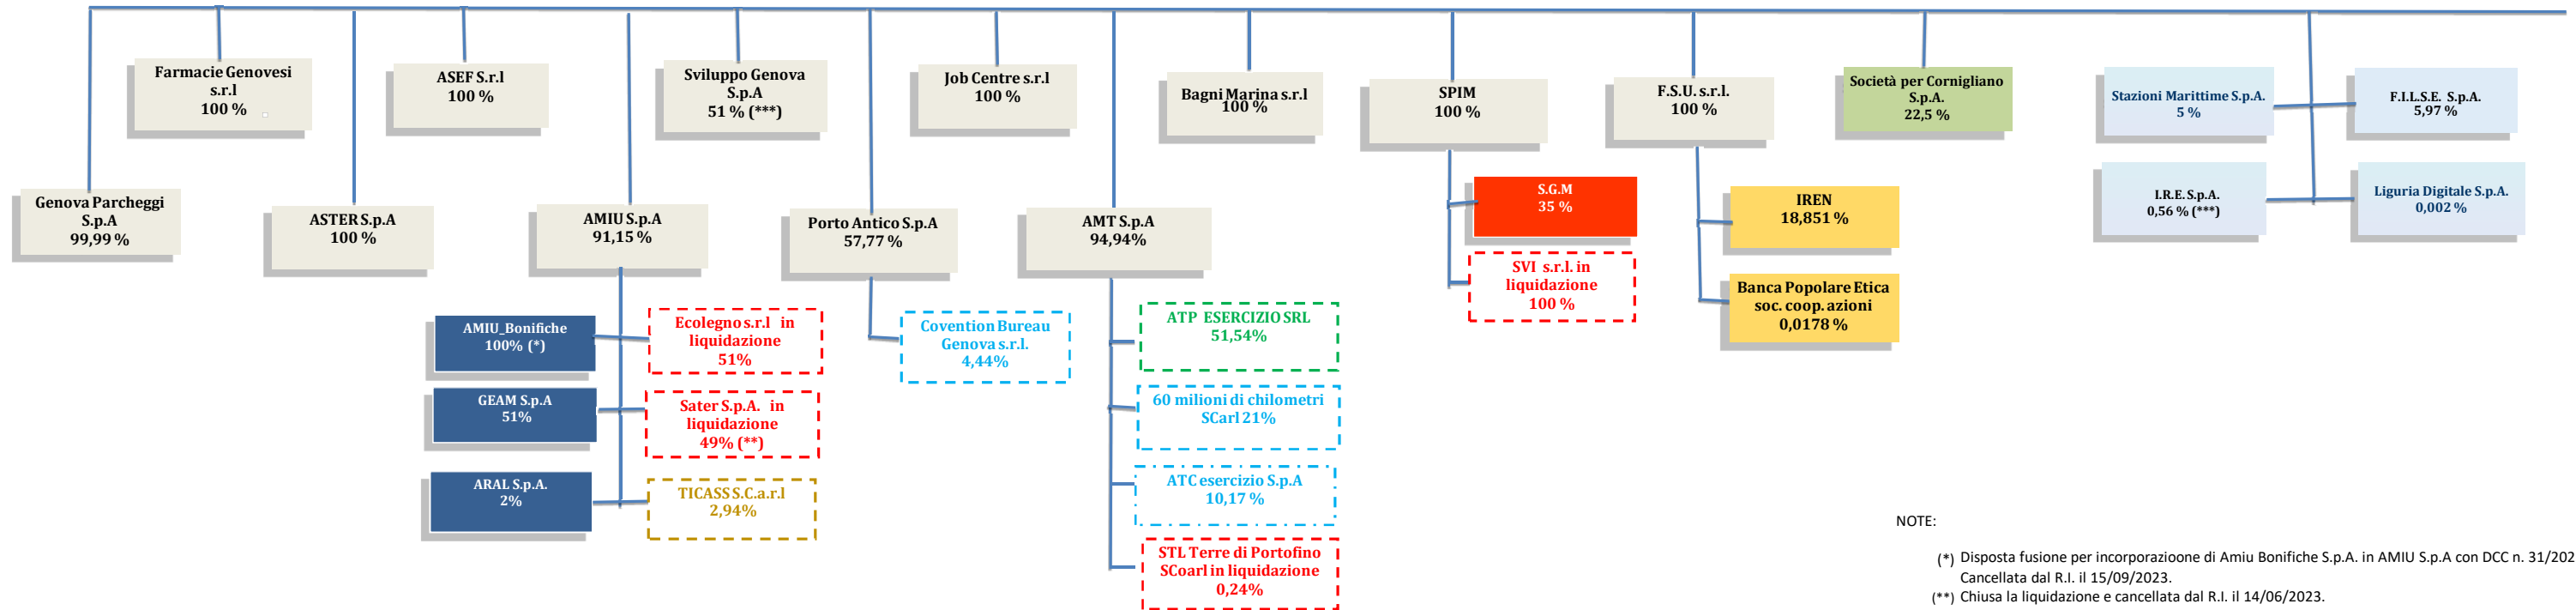 Farmacie Genovesi
s.r.l
100 %
ASEF S.r.l
100 %
Sviluppo Genova
S.p.A
51 % (***)
Job Centre s.r.l
100 %
Bagni Marina s.r.l
100 %
SPIM
100 %
F.S.U. s.r.l.
100 %
Società per Cornigliano
S.p.A.
22,5 %
Stazioni Marittime S.p.A.
5 %
F.I.L.S.E. S.p.A.
5,97 %
Genova Parcheggi
S.p.A
99,99 %
ASTER S.p.A
100 %
AMIU S.p.A
91,15 %
Porto Antico S.p.A
57,77 %
AMT S.p.A
94,94%
S.G.M
35 %
SVI s.r.l. in
liquidazione
100 %
IREN
18,851 %
Banca Popolare Etica
soc. coop. azioni
0,0178 %
I.R.E. S.p.A.
0,56 % (***)
Liguria Digitale S.p.A.
0,002 %
AMIU_Bonifiche
100% (*)
Ecolegno s.r.l in
liquidazione
51%
GEAM S.p.A
51%
Sater S.p.A. in
liquidazione
49% (**)
ARAL S.p.A.
2%
TICASS S.C.a.r.l
2,94%
Covention Bureau
Genova s.r.l.
4,44%
ATP ESERCIZIO SRL
51,54%
60 milioni di chilometri
SCarl 21%
ATC esercizio S.p.A
10,17 %
STL Terre di Portofino
SCoarl in liquidazione
0,24%
NOTE:
(*) Disposta fusione per incorporazioone di Amiu Bonifiche S.p.A. in AMIU S.p.A con DCC n. 31/202
Cancellata dal R.I. il 15/09/2023.
(**) Chiusa la liquidazione e cancellata dal R.I. il 14/06/2023.